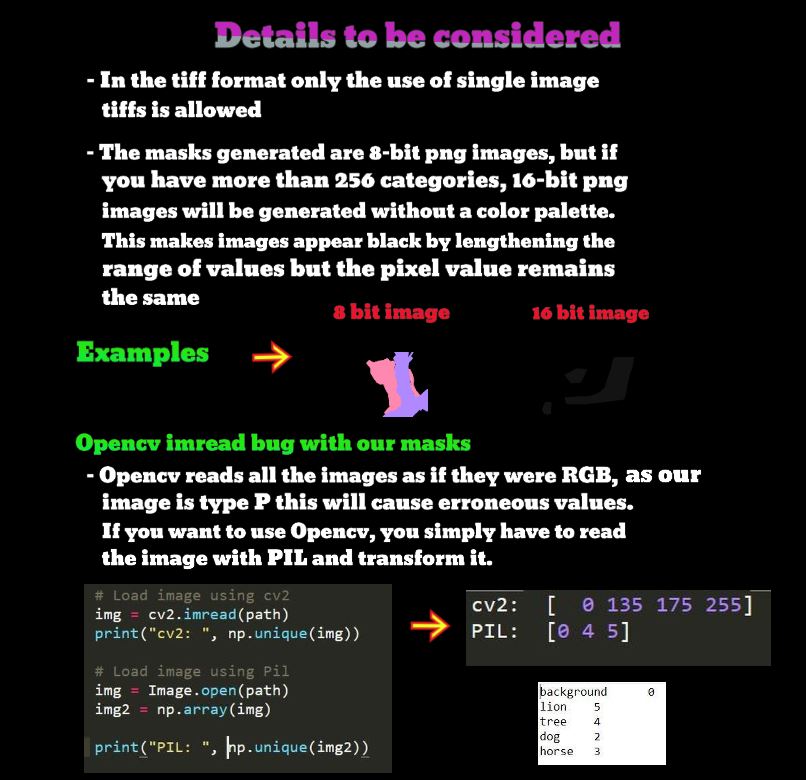 Details to be considered
- In the tiff format only the use of single image
tiffs is allowed
- The masks generated are 8-bit png images, but if
you have more than 256 categories, 16-bit png
images will be generated without a color palette.
This makes images appear black by lengthening the
range of values but the pixel value remains
the same
8 bit image 16 bit image
Examples
Opencv imread bug with our masks
- Opencv reads all the images as if they were RGB, as our
image is type P this will cause erroneous values.
If you want to use Opencv, you simply have to read
the image with PIL and transform it.
# Load image using cv2
img = cv2.imread(path)
print("cv2: ", np.unique(img))
# Load image using Pil
img = Image.open(path)
img2 = np.array(img)
print("PIL: ", np.unique(img2))
cv2: [ 0 135 175 255]
PIL: [0 4 5]
background 0
lion 5
tree 4
dog 2
horse 3